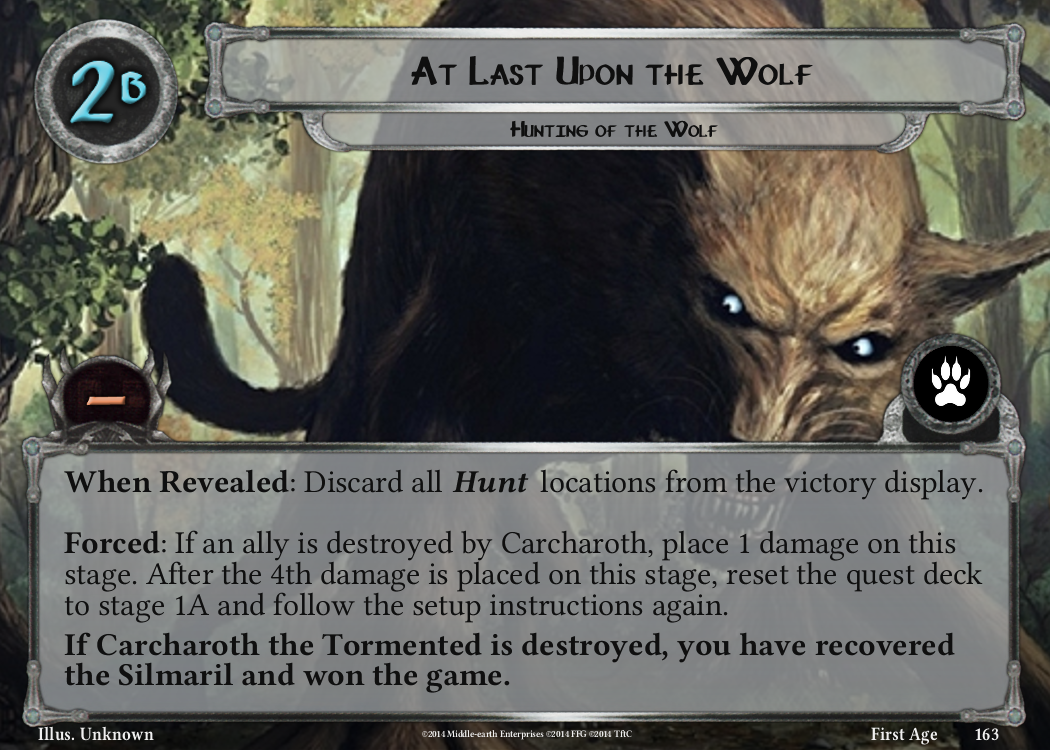 2B
At Last Upon the Wolf
Hunting of the Wolf
–
When Revealed: Discard all Hunt locations from the victory display.
Forced: If an ally is destroyed by Carcharoth, place 1 damage on this
stage. After the 4th damage is placed on this stage, reset the quest deck
to stage 1A and follow the setup instructions again.
If Carcharoth the Tormented is destroyed, you have recovered
the Silmaril and won the game.
Illus. Unknown
©2014 Middle-earth Enterprises ©2014 FFG ©2014 TftC
First Age 163